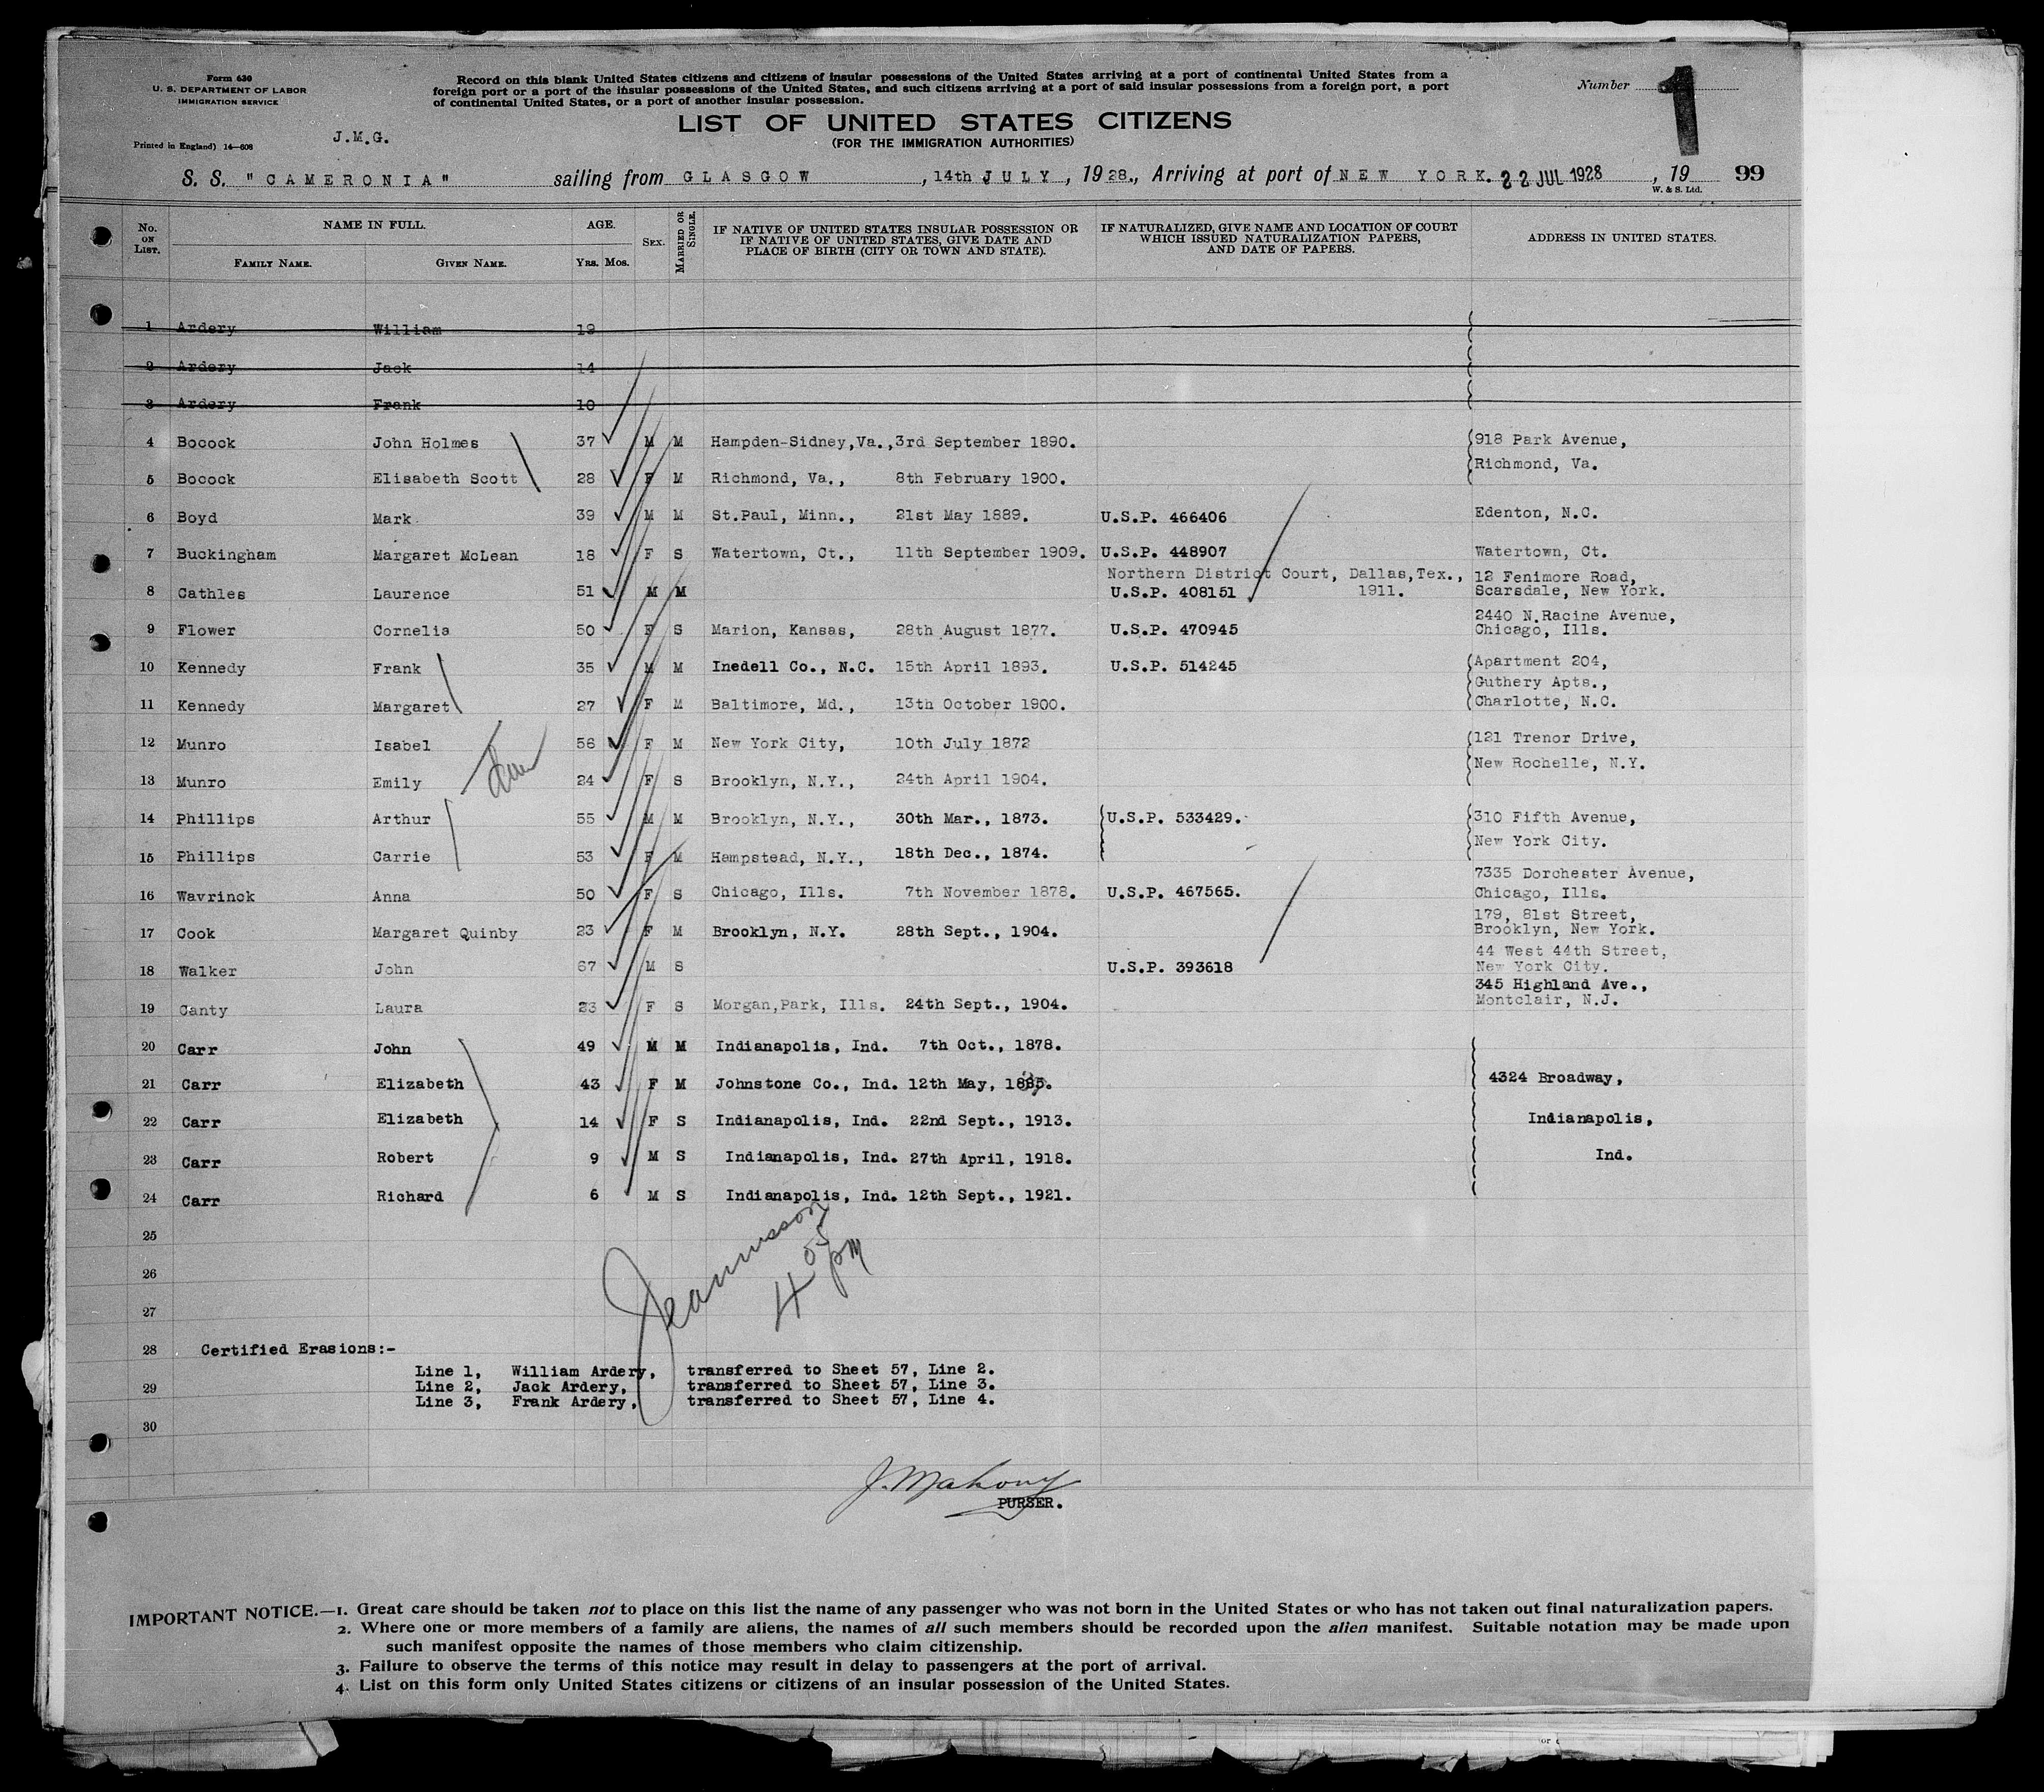 Form 630
U. S. DEPARTMENT OF LABOR
IMMIGRATION SERVICE
Printed in England) 14—608
J.M.G.
Record on this blank United States citizens and citizens of insular possessions of the United States arriving at a port of continental United States from a
foreign port or a port of the insular possessions of the United States, and such citizens arriving at a port of said insular possessions from a foreign port, a port
of continental United States, or a port of another insular possession.
Number 1
LIST OF UNITED STATES CITIZENS
(FOR THE IMMIGRATION AUTHORITIES)
S. S. "CAMERONIA" sailing from GLASGOW, 14th JULY, 1928., Arriving at port of NEW YORK. 22 JUL 1928, 19 99
W. & S. Ltd.
No. ON LIST. NAME IN FULL. FAMILY NAME. GIVEN NAME. AGE. YRS. MOS. SEX. MARRIED OR SINGLE. IF NATIVE OF UNITED STATES INSULAR POSSESSION OR IF NATIVE OF UNITED STATES, GIVE DATE AND PLACE OF BIRTH (CITY OR TOWN AND STATE). IF NATURALIZED, GIVE NAME AND LOCATION OF COURT WHICH ISSUED NATURALIZATION PAPERS, AND DATE OF PAPERS. ADDRESS IN UNITED STATES.
1 Ardery William 19
2 Ardery Jack 14
3 Ardery Frank 10
4 Bocock John Holmes 37 M M Hampden-Sidney,Va.,3rd September 1890. 918 Park Avenue,
Richmond, Va.
5 Bocock Elisabeth Scott 28 F M Richmond, Va., 8th February 1900.
6 Boyd Mark 39 M M St.Paul, Minn., 21st May 1889. U.S.P. 466406 Edenton, N.C.
7 Buckingham Margaret McLean 18 F S Watertown, Ct., 11th September 1909. U.S.P. 448907 Watertown, Ct.
Northern District Court, Dallas,Tex., 12 Fenimore Road,
8 Cathles Laurence 51 M M U.S.P. 408151 1911. Scarsdale, New York.
2440 N.Racine Avenue,
9 Flower Cornelia 50 F S Marion, Kansas, 28th August 1877. U.S.P. 470945 Chicago, Ills.
10 Kennedy Frank 35 M M Inedell Co., N.C. 15th April 1893. U.S.P. 514245 Apartment 204,
Guthery Apts.,
11 Kennedy Margaret 27 F M Baltimore, Md., 13th October 1900. Charlotte, N.C.
12 Munro Isabel 56 F M New York City, 10th July 1872 121 Trenor Drive,
New Rochelle, N.Y.
13 Munro Emily 24 F S Brooklyn, N.Y., 24th April 1904.
14 Phillips Arthur 55 M M Brooklyn, N.Y., 30th Mar., 1873. U.S.P. 533429. 310 Fifth Avenue,
New York City.
15 Phillips Carrie 53 F M Hempstead, N.Y., 18th Dec., 1874.
7335 Dorchester Avenue,
16 Wavrinck Anna 50 F S Chicago, Ills. 7th November 1878. U.S.P. 467565. Chicago, Ills.
179, 81st Street,
17 Cook Margaret Quinby 23 F M Brooklyn, N.Y. 28th Sept., 1904. Brooklyn, New York.
44 West 44th Street,
18 Walker John 67 M S U.S.P. 393618 New York City.
345 Highland Ave.,
19 Canty Laura 23 F S Morgan,Park, Ills. 24th Sept., 1904. Montclair, N.J.
20 Carr John 49 M M Indianapolis, Ind. 7th Oct., 1878.
21 Carr Elizabeth 43 F M Johnstone Co., Ind. 12th May, 1885. 4324 Broadway,
22 Carr Elizabeth 14 F S Indianapolis, Ind. 22nd Sept., 1913. Indianapolis,
23 Carr Robert 9 M S Indianapolis, Ind. 27th April, 1918. Ind.
24 Carr Richard 6 M S Indianapolis, Ind. 12th Sept., 1921.
25
26
4 05 pm
27
28 Certified Erasions:-
Line 1, William Ardery, transferred to Sheet 57, Line 2.
29 Line 2, Jack Ardery, transferred to Sheet 57, Line 3.
Line 3, Frank Ardery, transferred to Sheet 57, Line 4.
30
J. Mahony
PURSER.
IMPORTANT NOTICE.—1. Great care should be taken not to place on this list the name of any passenger who was not born in the United States or who has not taken out final naturalization papers.
2. Where one or more members of a family are aliens, the names of all such members should be recorded upon the alien manifest. Suitable notation may be made upon
such manifest opposite the names of those members who claim citizenship.
3. Failure to observe the terms of this notice may result in delay to passengers at the port of arrival.
4. List on this form only United States citizens or citizens of an insular possession of the United States.